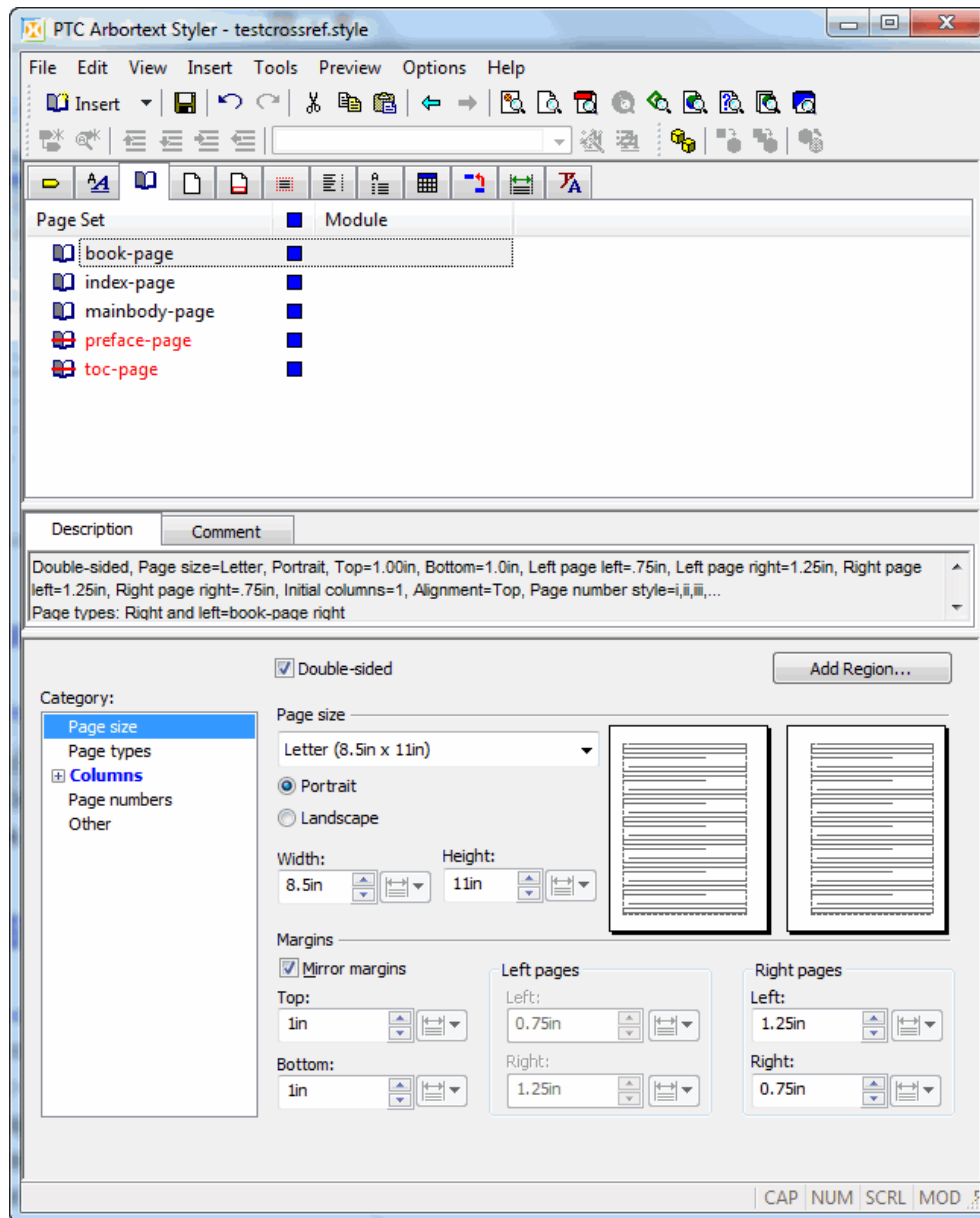 PTC Arbortext Styler - testcrossref.style
File Edit View Insert Tools Preview Options Help
Insert
Page Set Module
book-page
index-page
mainbody-page
preface-page
toc-page
Description Comment
Double-sided, Page size=Letter, Portrait, Top=1.00in, Bottom=1.0in, Left page left=.75in, Left page right=1.25in, Right page
left=1.25in, Right page right=.75in, Initial columns=1, Alignment=Top, Page number style=i,ii,iii,...
Page types: Right and left=book-page right
Double-sided Add Region...
Category:
Page size
Page types
Columns
Page numbers
Other
Page size
Letter (8.5in x 11in)
Portrait
Landscape
Width: Height:
8.5in 11in
Margins
Mirror margins Left pages Right pages
Top: Left: Left:
1in 0.75in 1.25in
Bottom: Right: Right:
1in 1.25in 0.75in
CAP NUM SCRL MOD